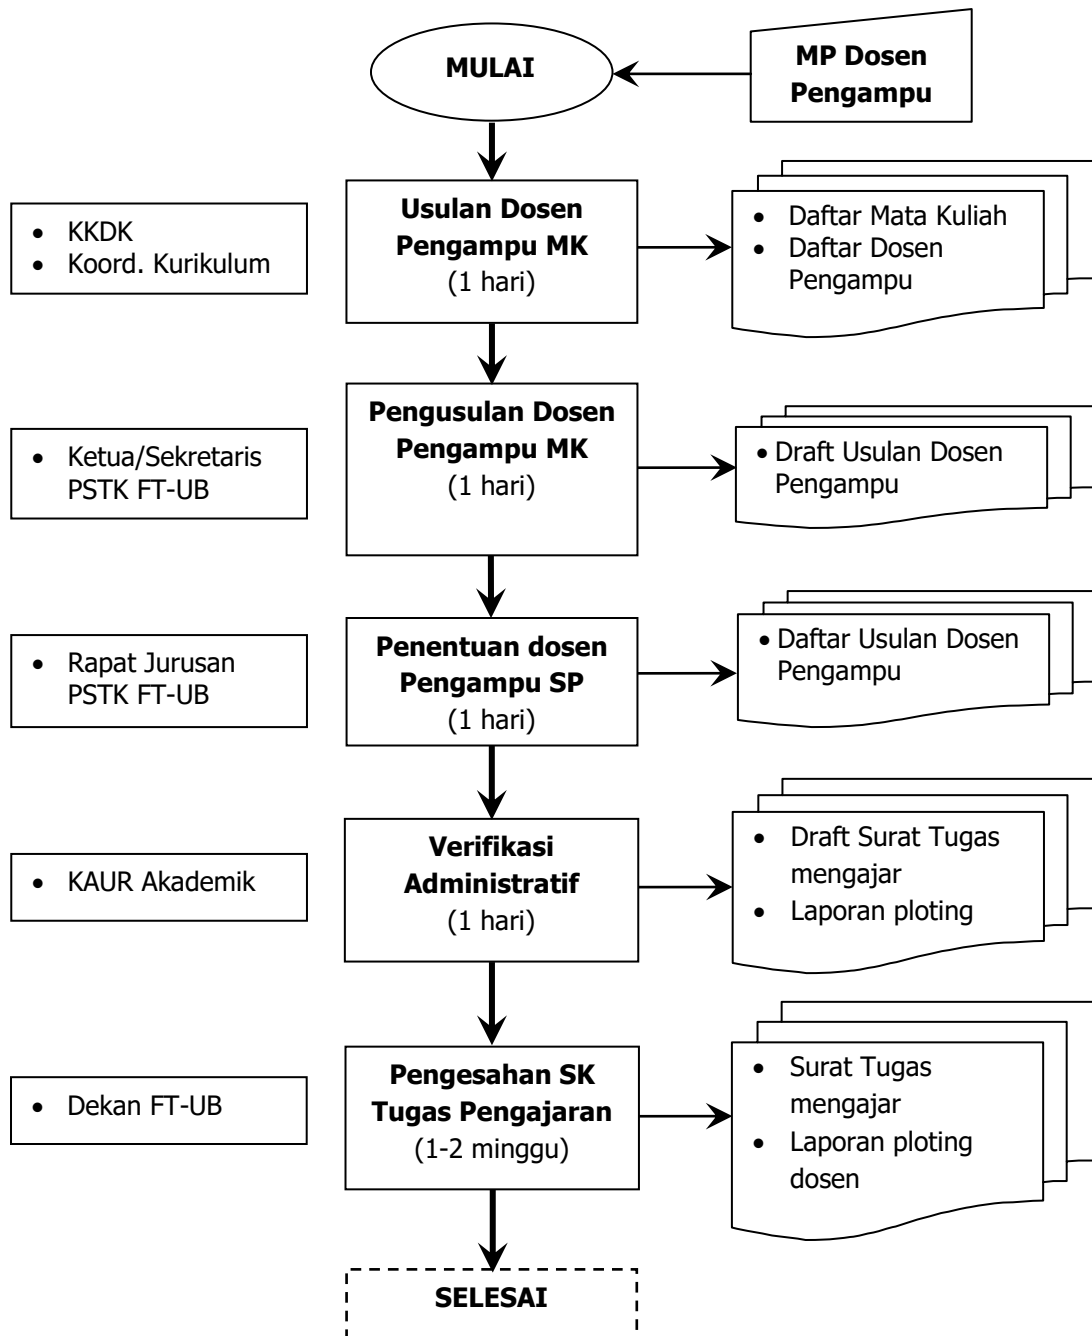 MULAI
MP Dosen
Pengampu
• KKDK
• Koord. Kurikulum
Usulan Dosen
Pengampu MK
(1 hari)
• Daftar Mata Kuliah
• Daftar Dosen
Pengampu
• Ketua/Sekretaris
PSTK FT-UB
Pengusulan Dosen
Pengampu MK
(1 hari)
• Draft Usulan Dosen
Pengampu
• Rapat Jurusan
PSTK FT-UB
Penentuan dosen
Pengampu SP
(1 hari)
• Daftar Usulan Dosen
Pengampu
• KAUR Akademik
Verifikasi
Administratif
(1 hari)
• Draft Surat Tugas
mengajar
• Laporan ploting
• Dekan FT-UB
Pengesahan SK
Tugas Pengajaran
(1-2 minggu)
• Surat Tugas
mengajar
• Laporan ploting
dosen
SELESAI